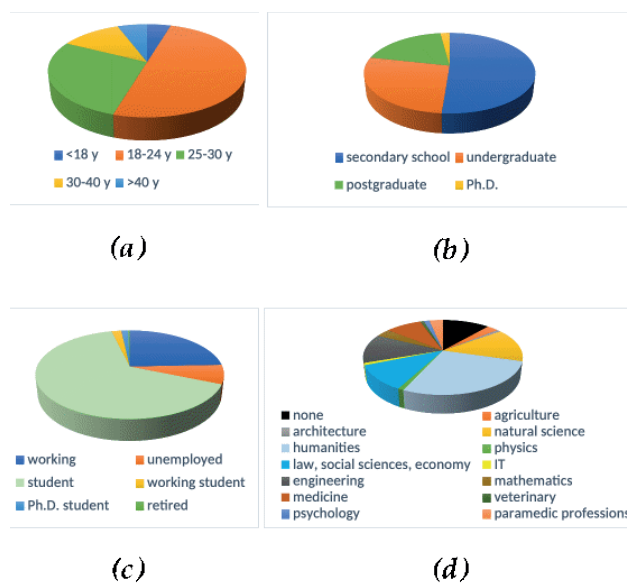 <18 y 18-24 y 25-30 y
30-40 y >40 y
secondary school undergraduate
postgraduate Ph.D.
(a) (b)
working unemployed
student working student
Ph.D. student retired
none agriculture
architecture natural science
humanities physics
law, social sciences, economy IT
engineering mathematics
medicine veterinary
psychology paramedic professions
(c) (d)